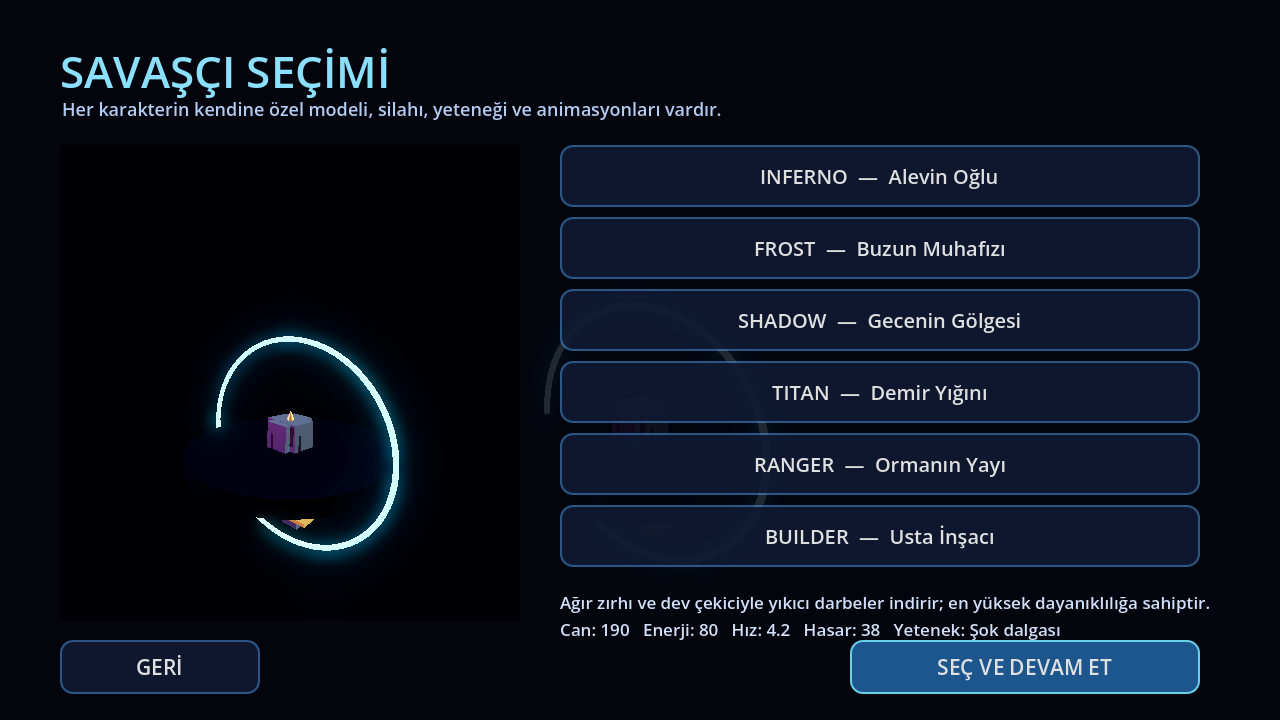 SAVAŞÇI SEÇİMİ
Her karakterin kendine özel modeli, silahı, yeteneği ve animasyonları vardır.
INFERNO — Alevin Oğlu
FROST — Buzun Muhafızı
SHADOW — Gecenin Gölgesi
TITAN — Demir Yığını
RANGER — Ormanın Yayı
BUILDER — Usta İnşacı
Ağır zırhı ve dev çekiciyle yıkıcı darbeler indirir; en yüksek dayanıklılığa sahiptir.
Can: 190 Enerji: 80 Hız: 4.2 Hasar: 38 Yetenek: Şok dalgası
GERİ
SEÇ VE DEVAM ET